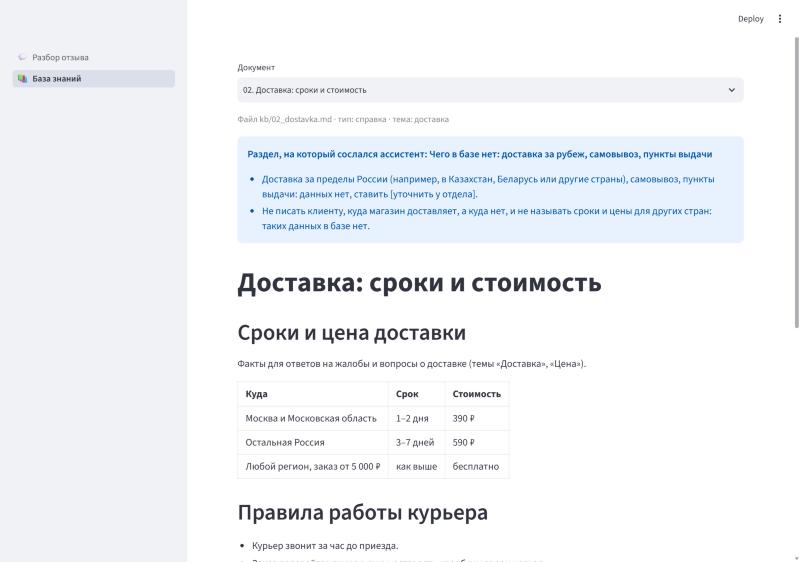 Deploy
Разбор отзыва
База знаний
Документ
02. Доставка: сроки и стоимость
Файл kb/02_dostavka.md · тип: справка · тема: доставка
Раздел, на который сослался ассистент: Чего в базе нет: доставка за рубеж, самовывоз, пункты выдачи
• Доставка за пределы России (например, в Казахстан, Беларусь или другие страны), самовывоз, пункты
выдачи: данных нет, ставить [уточнить у отдела].
• Не писать клиенту, куда магазин доставляет, а куда нет, и не называть сроки и цены для других стран:
таких данных в базе нет.
Доставка: сроки и стоимость
Сроки и цена доставки
Факты для ответов на жалобы и вопросы о доставке (темы «Доставка», «Цена»).
Куда Срок Стоимость
Москва и Московская область 1–2 дня 390 ₽
Остальная Россия 3–7 дней 590 ₽
Любой регион, заказ от 5 000 ₽ как выше бесплатно
Правила работы курьера
• Курьер звонит за час до приезда.